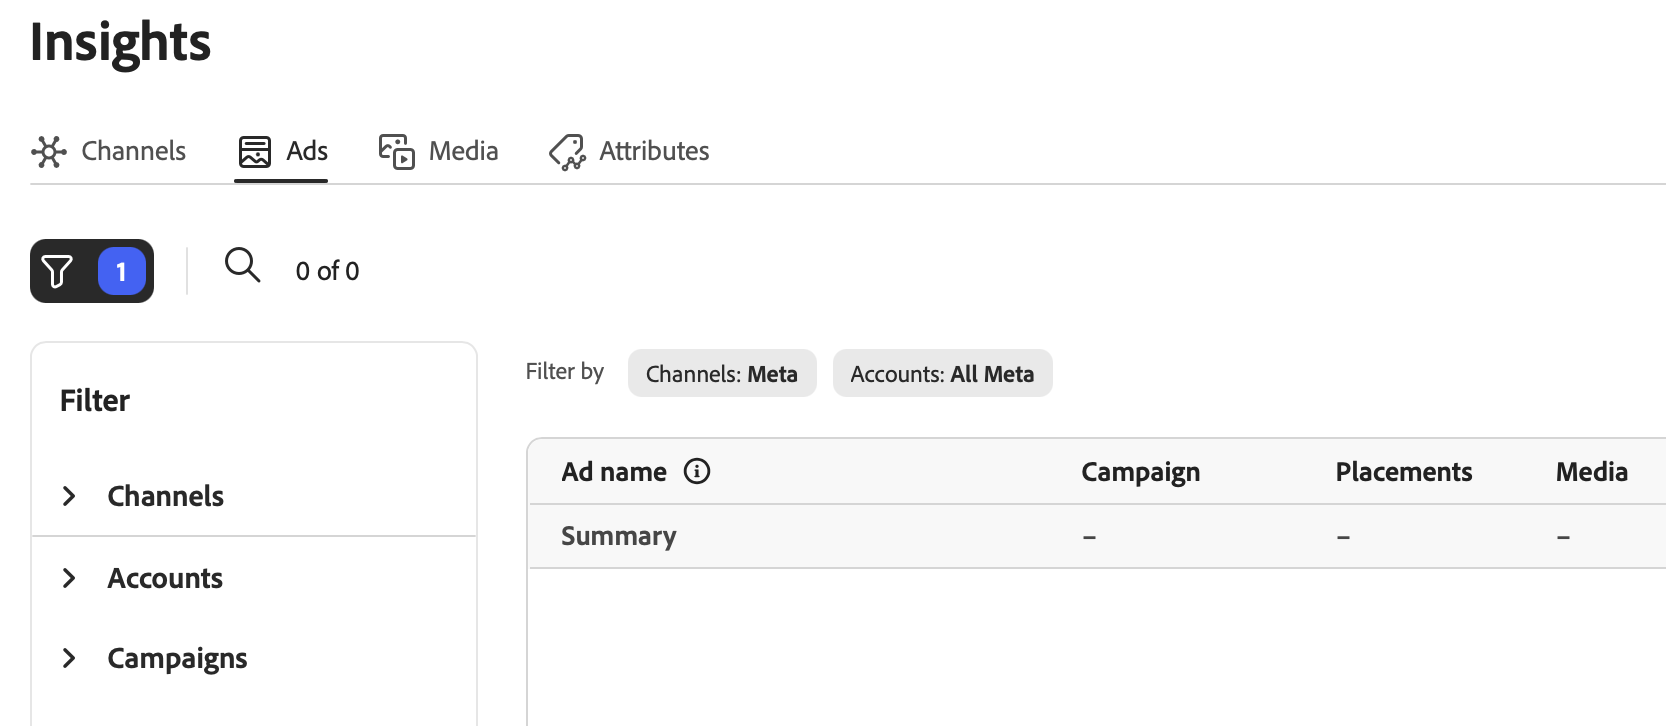 Insights
Channels Ads Media Attributes
1 0 of 0
Filter by Channels: Meta Accounts: All Meta
Filter
Channels
Accounts
Campaigns
Ad name Campaign Placements Media
Summary – – –